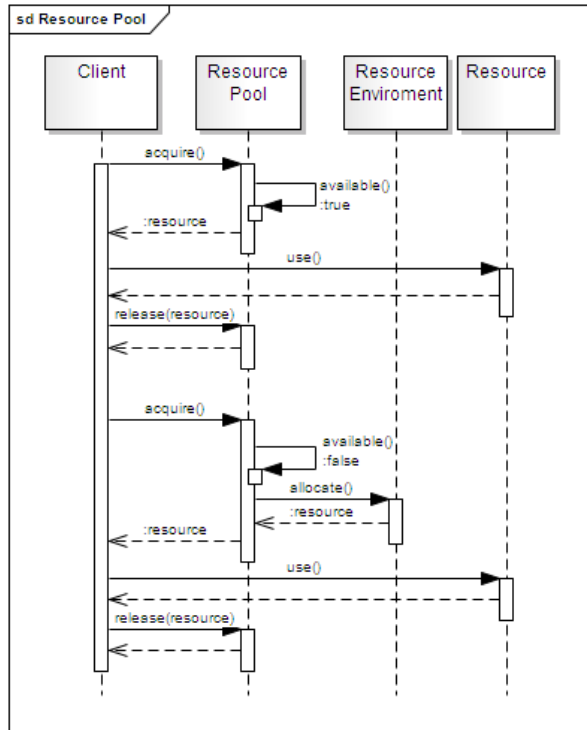 sd Resource Pool
Client
Resource
Pool
Resource
Enviroment
Resource
acquire()
available()
:true
:resource
use()
release(resource)
acquire()
available()
:false
allocate()
:resource
:resource
use()
release(resource)